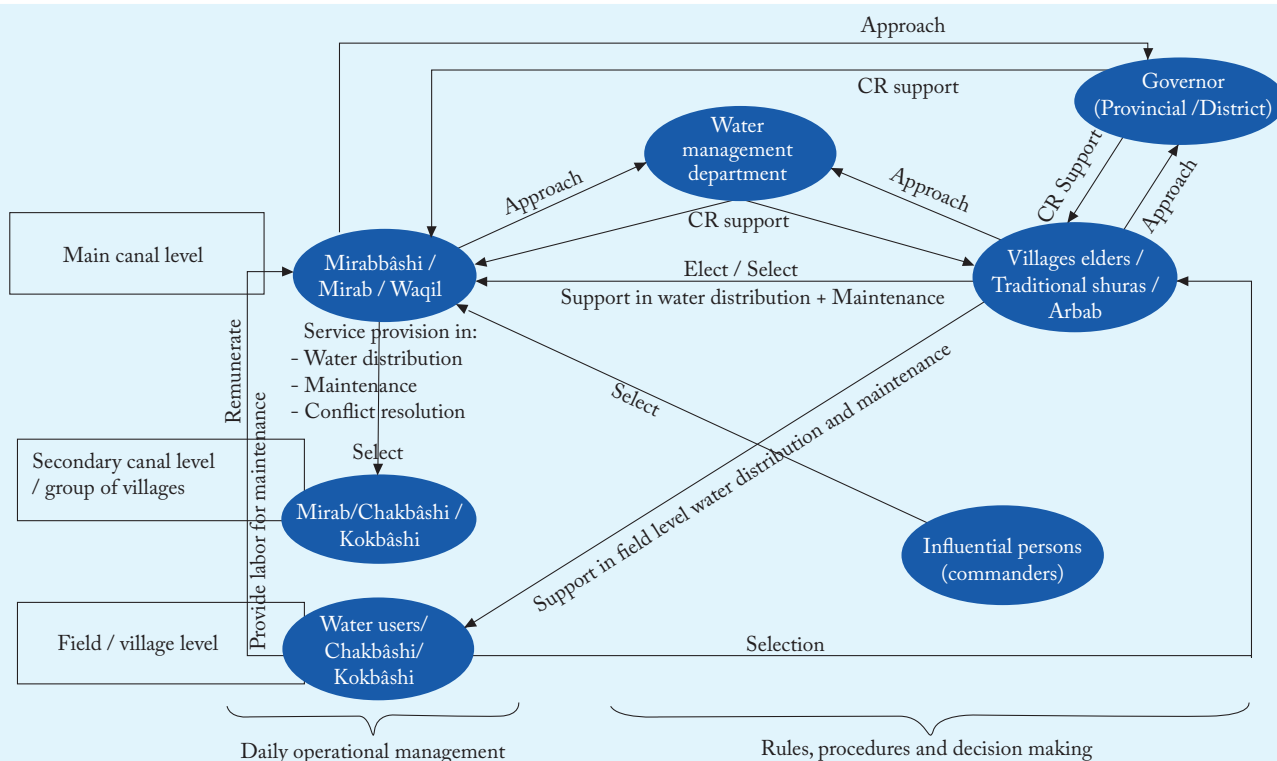 Approach
CR support
Governor
(Provincial /District)
Water
management
department
Approach
Approach
CR Support
Approach
CR support
Main canal level
Mirabbâshi /
Mirab / Waqil
Elect / Select
Support in water distribution + Maintenance
Villages elders /
Traditional shuras /
Arbab
Service provision in:
- Water distribution
- Maintenance
- Conflict resolution
Remunerate
Provide labor for maintenance
Select
Select
Support in field level water distribution and maintenance
Secondary canal level
/ group of villages
Mirab/Chakbâshi /
Kokbâshi
Influential persons
(commanders)
Field / village level
Water users/
Chakbâshi/
Kokbâshi
Selection
Daily operational management
Rules, procedures and decision making